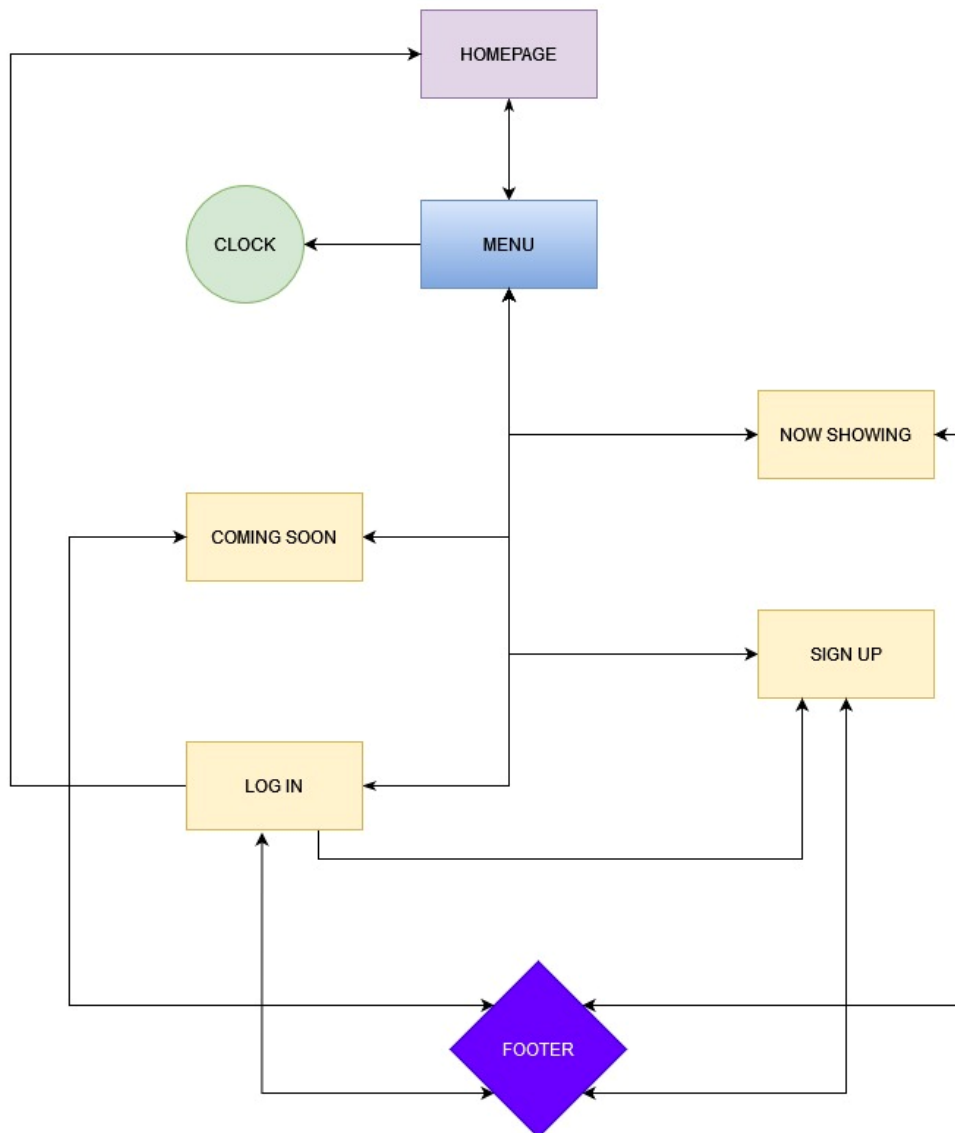 HOMEPAGE
CLOCK
MENU
NOW SHOWING
COMING SOON
SIGN UP
LOG IN
FOOTER